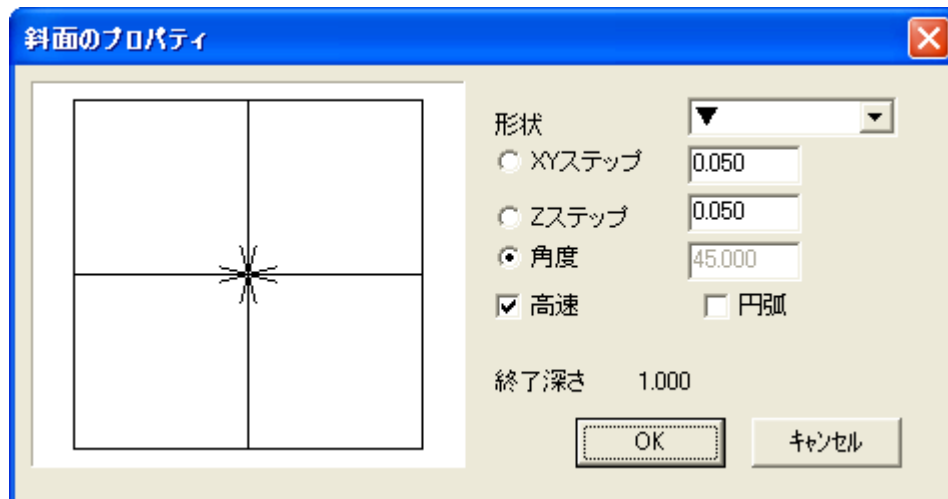 斜面のプロパティ
形状 ▼
XYステップ 0.050
Zステップ 0.050
角度 45.000
高速 円弧
終了深さ 1.000
OK キャンセル